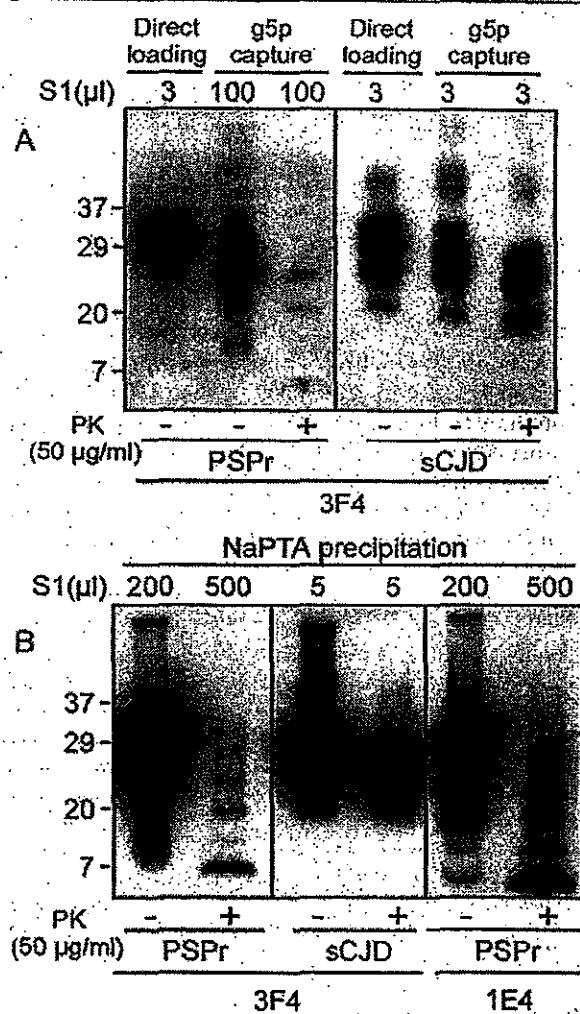 Direct loading g5p capture Direct loading g5p capture
S1(µl) 3 100 100 3 3 3
A
37
29
20
7
PK (50 µg/ml) - - + - - +
PSPr sCJD
3F4
NaPTA precipitation
S1(µl) 200 500 5 5 200 500
B
37
29
20
7
PK (50 µg/ml) - + - + - +
PSPr sCJD PSPr
3F4 1E4